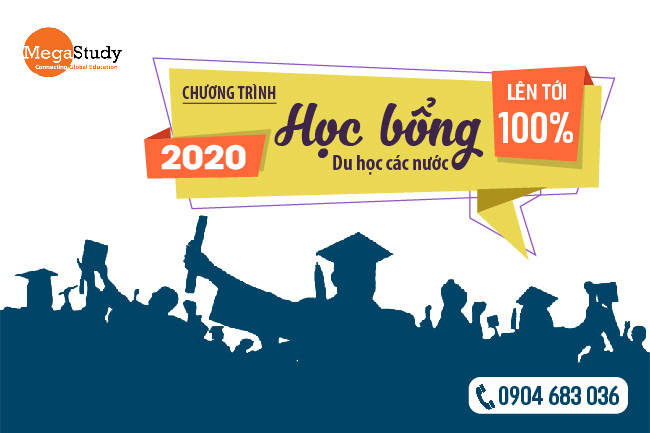 MegaStudy
Connecting Global Education
CHƯƠNG TRÌNH
Học bổng
2020
Du học các nước
LÊN TỚI
100%
0904 683 036